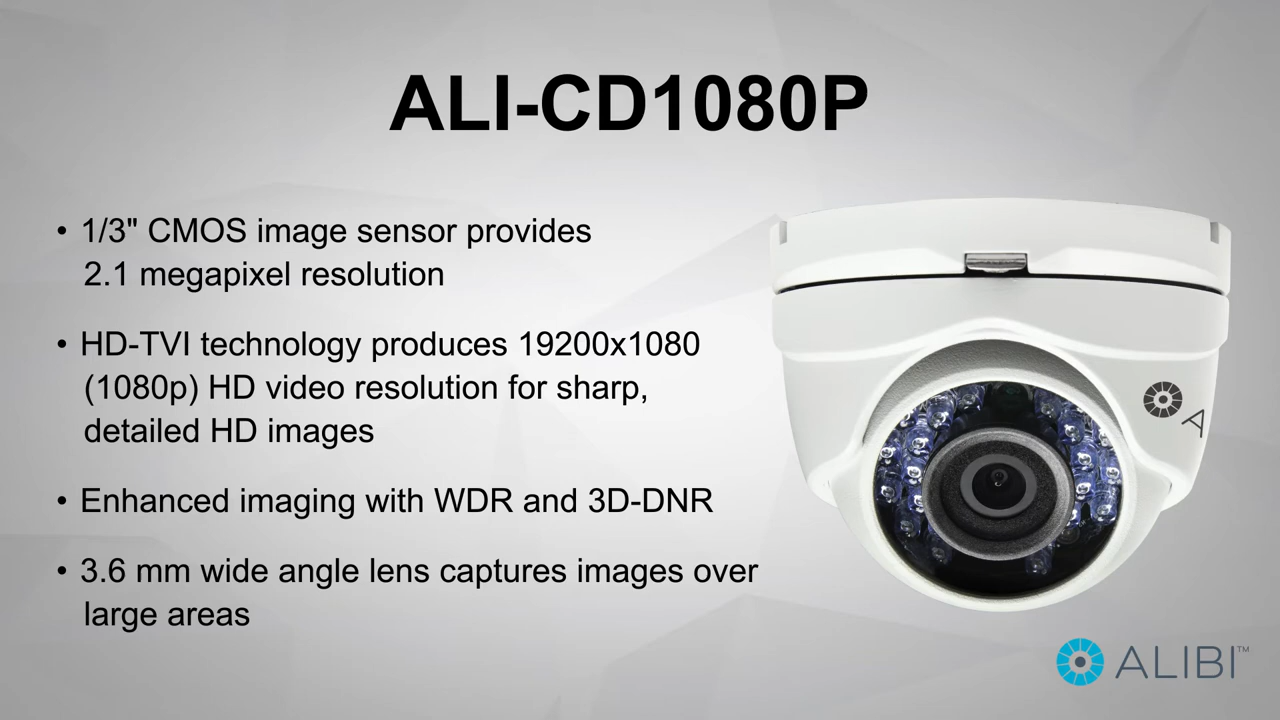 ALI-CD1080P
• 1/3" CMOS image sensor provides
2.1 megapixel resolution
• HD-TVI technology produces 19200x1080
(1080p) HD video resolution for sharp,
detailed HD images
• Enhanced imaging with WDR and 3D-DNR
• 3.6 mm wide angle lens captures images over
large areas
A
ALIBI™